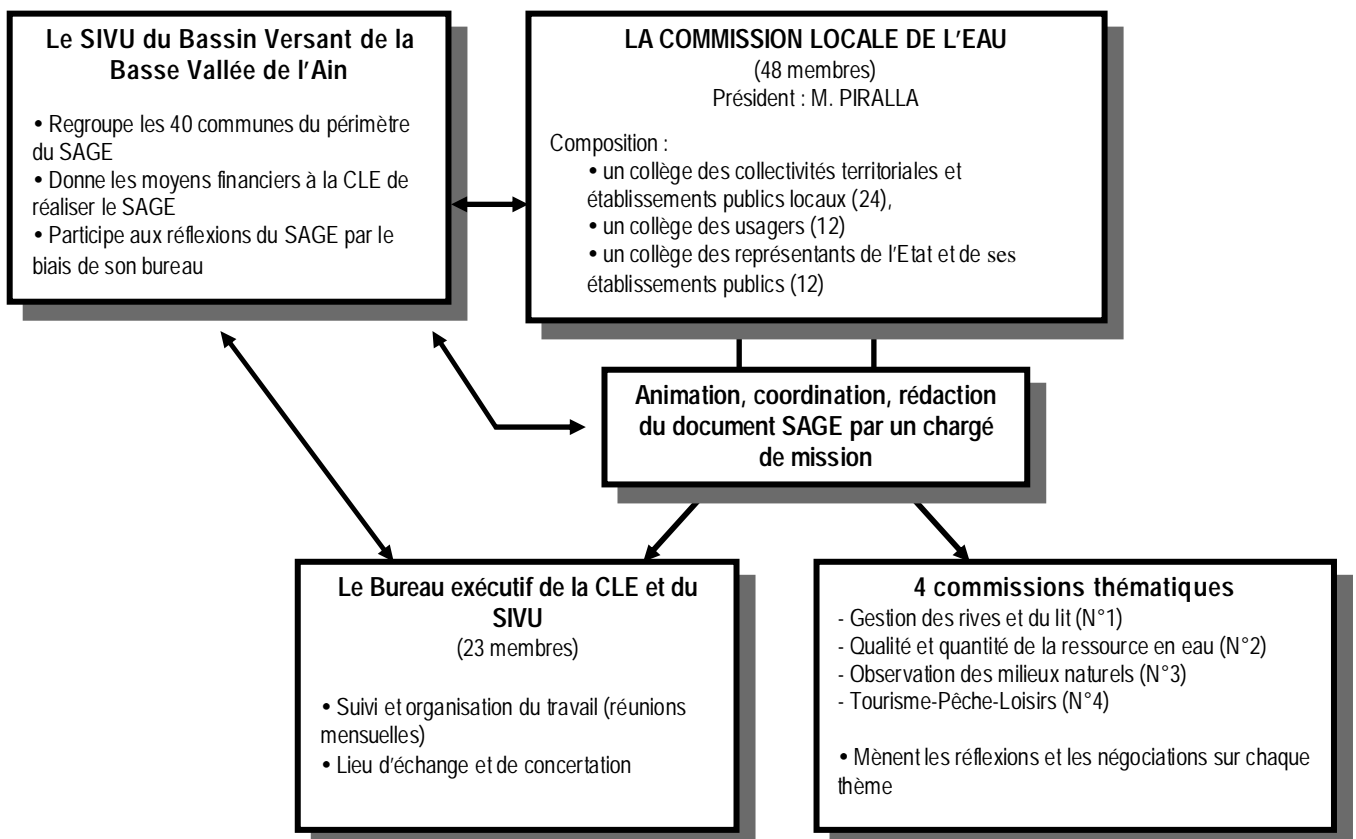 Le SIVU du Bassin Versant de la
Basse Vallée de l'Ain
• Regroupe les 40 communes du périmètre
du SAGE
• Donne les moyens financiers à la CLE de
réaliser le SAGE
• Participe aux réflexions du SAGE par le
biais de son bureau
LA COMMISSION LOCALE DE L'EAU
(48 membres)
Président : M. PIRALLA
Composition :
• un collège des collectivités territoriales et
établissements publics locaux (24),
• un collège des usagers (12)
• un collège des représentants de l'Etat et de ses
établissements publics (12)
Animation, coordination, rédaction
du document SAGE par un chargé
de mission
Le Bureau exécutif de la CLE et du
SIVU
(23 membres)
• Suivi et organisation du travail (réunions
mensuelles)
• Lieu d'échange et de concertation
4 commissions thématiques
- Gestion des rives et du lit (N°1)
- Qualité et quantité de la ressource en eau (N°2)
- Observation des milieux naturels (N°3)
- Tourisme-Pêche-Loisirs (N°4)
• Mènent les réflexions et les négociations sur chaque
thème